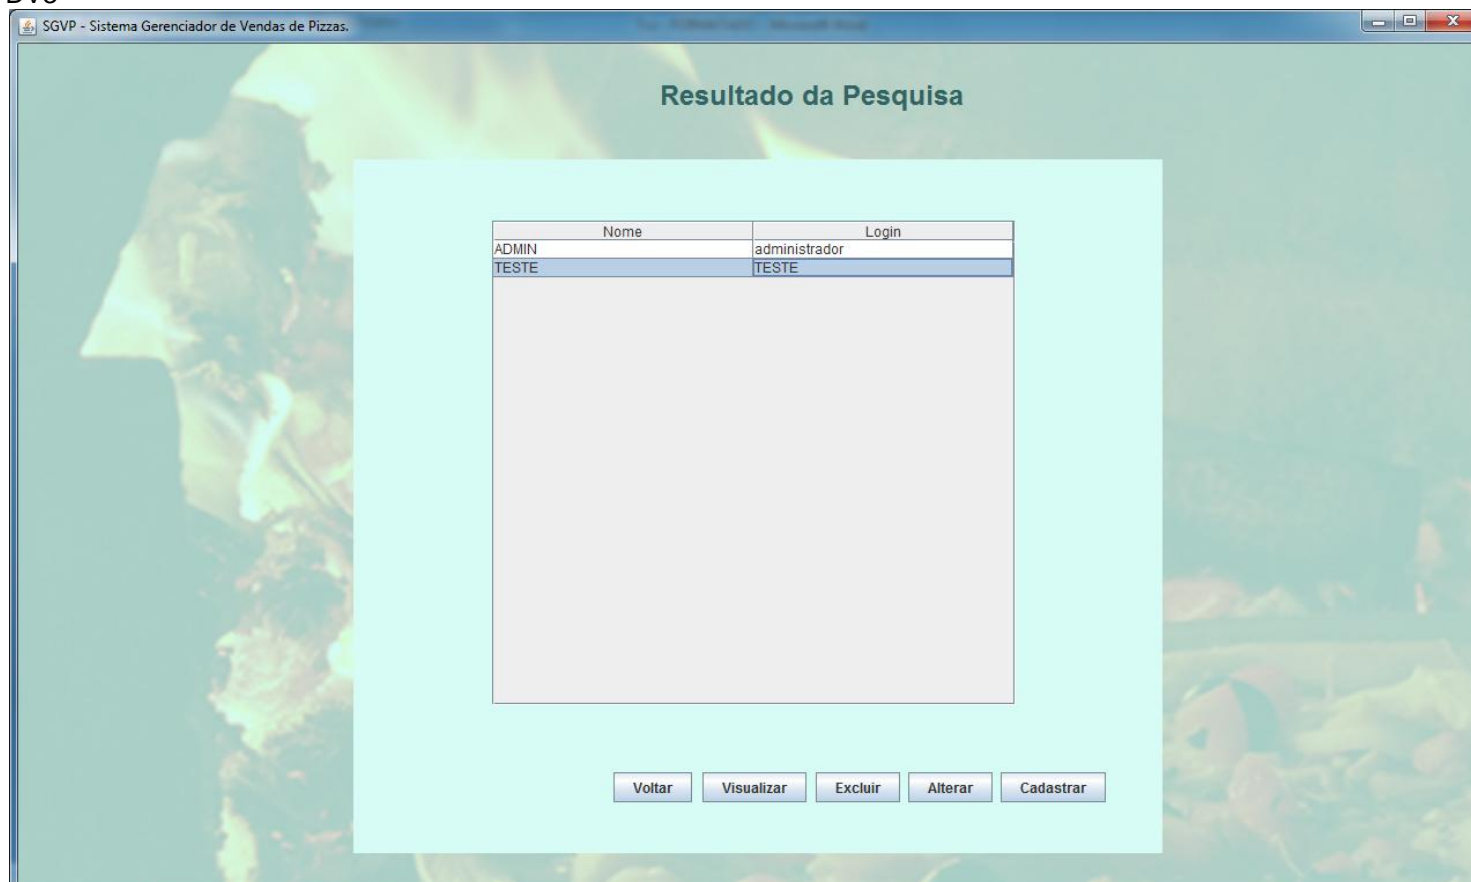 SGVP - Sistema Gerenciador de Vendas de Pizzas.
Resultado da Pesquisa
Nome Login
ADMIN administrador
TESTE TESTE
Voltar Visualizar Excluir Alterar Cadastrar